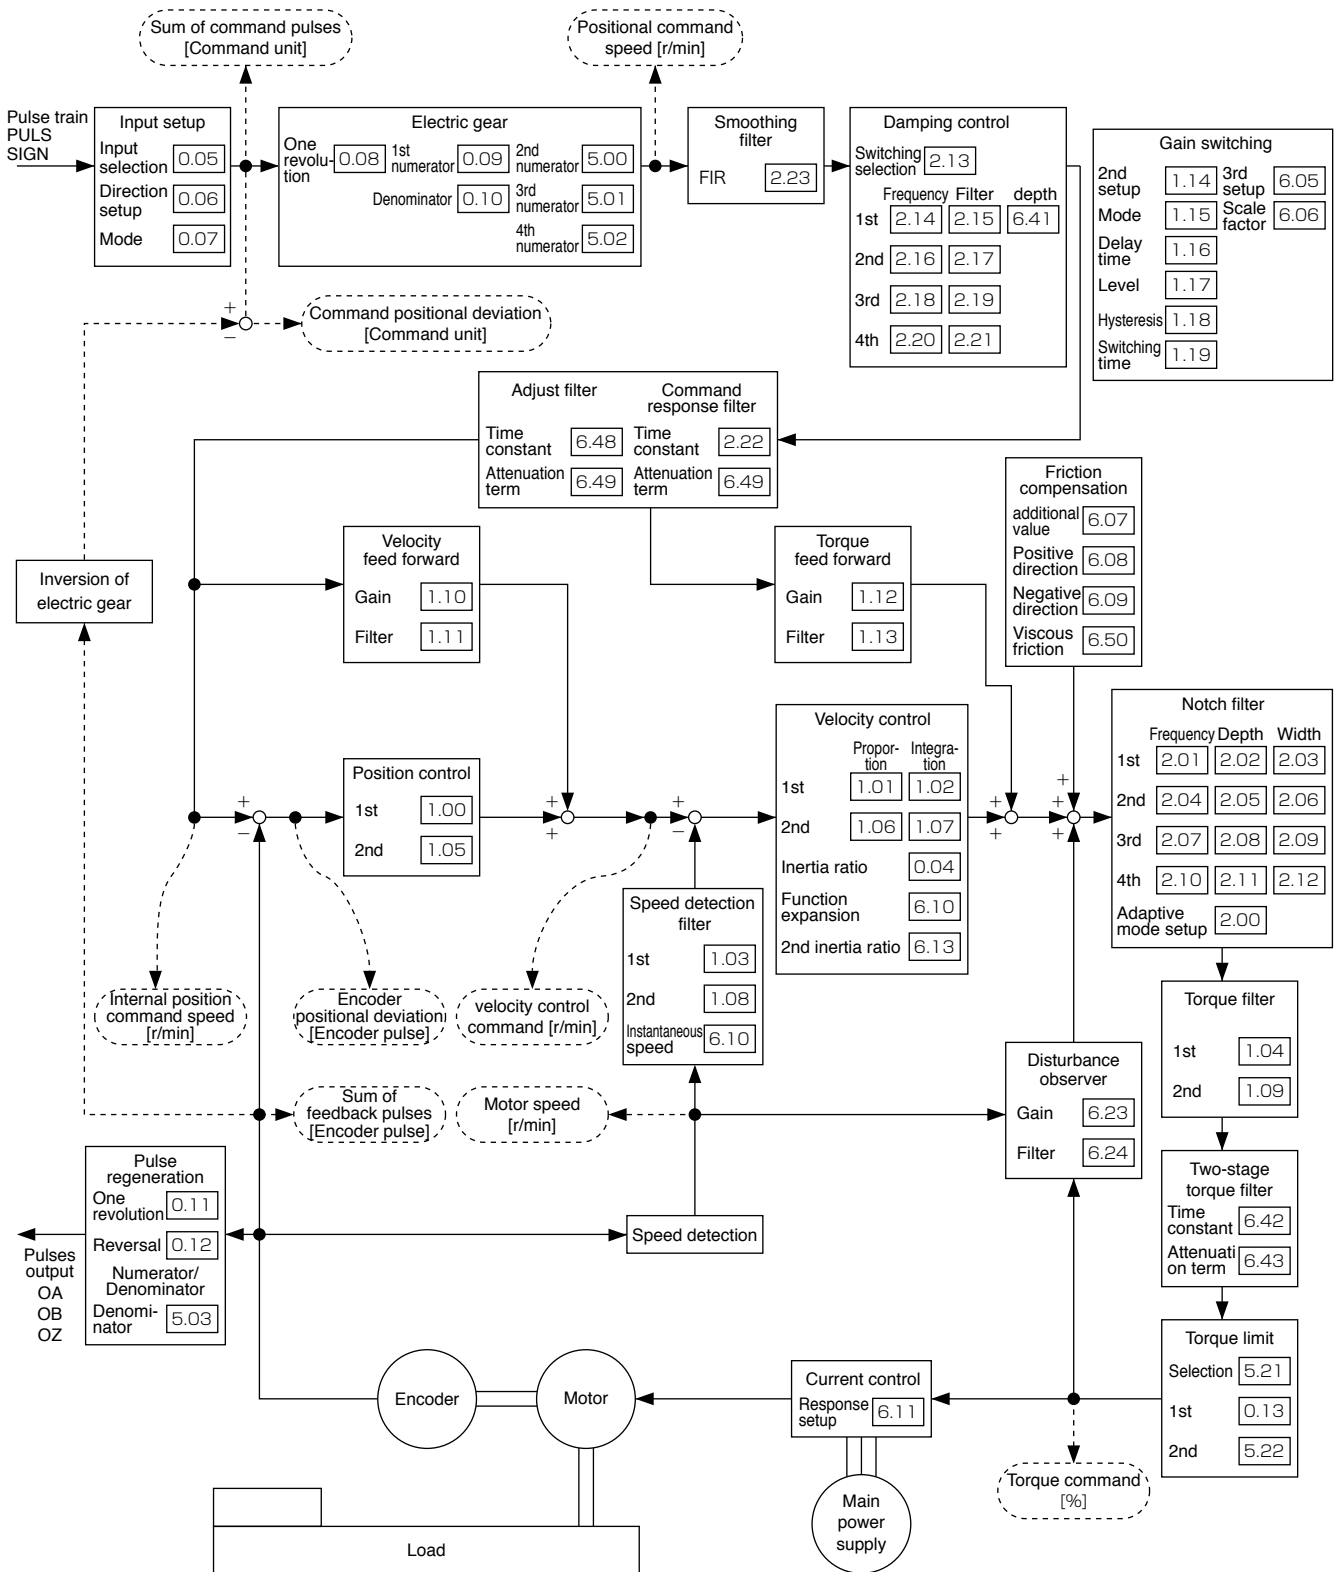 Sum of command pulses
[Command unit]
Positional command
speed [r/min]
Pulse train
PULS
SIGN
Input setup
Input
selection 0.05
Direction
setup 0.06
Mode 0.07
Electric gear
One
revolu-
tion 0.08
1st
numerator 0.09
2nd
numerator 5.00
Denominator 0.10
3rd
numerator 5.01
4th
numerator 5.02
Smoothing
filter
FIR 2.23
Damping control
Switching
selection 2.13
Frequency Filter depth
1st 2.14 2.15 6.41
2nd 2.16 2.17
3rd 2.18 2.19
4th 2.20 2.21
Gain switching
2nd
setup 1.14
3rd
setup 6.05
Mode 1.15
Scale
factor 6.06
Delay
time 1.16
Level 1.17
Hysteresis 1.18
Switching
time 1.19
+
−
Command positional deviation
[Command unit]
Adjust filter
Time
constant 6.48
Attenuation
term 6.49
Command
response filter
Time
constant 2.22
Attenuation
term 6.49
Friction
compensation
additional
value 6.07
Positive
direction 6.08
Negative
direction 6.09
Viscous
friction 6.50
Inversion of
electric gear
Velocity
feed forward
Gain 1.10
Filter 1.11
Torque
feed forward
Gain 1.12
Filter 1.13
Position control
1st 1.00
2nd 1.05
+
−
+
+
+
−
Velocity control
Propor-
tion
Integra-
tion
1st 1.01 1.02
2nd 1.06 1.07
Inertia ratio 0.04
Function
expansion 6.10
2nd inertia ratio 6.13
+
+
+
+
+
Notch filter
Frequency Depth Width
1st 2.01 2.02 2.03
2nd 2.04 2.05 2.06
3rd 2.07 2.08 2.09
4th 2.10 2.11 2.12
Adaptive
mode setup 2.00
Speed detection
filter
1st 1.03
2nd 1.08
Instantaneous
speed 6.10
Internal position
command speed
[r/min]
Encoder
positional deviation
[Encoder pulse]
velocity control
command [r/min]
Torque filter
1st 1.04
2nd 1.09
Disturbance
observer
Gain 6.23
Filter 6.24
Sum of
feedback pulses
[Encoder pulse]
Motor speed
[r/min]
Pulse
regeneration
One
revolution 0.11
Reversal 0.12
Numerator/
Denominator
Denomi-
nator 5.03
Pulses
output
OA
OB
OZ
Speed detection
Two-stage
torque filter
Time
constant 6.42
Attenuati
on term 6.43
Torque limit
Selection 5.21
1st 0.13
2nd 5.22
Encoder
Motor
Current control
Response
setup 6.11
Torque command
[%]
Main
power
supply
Load